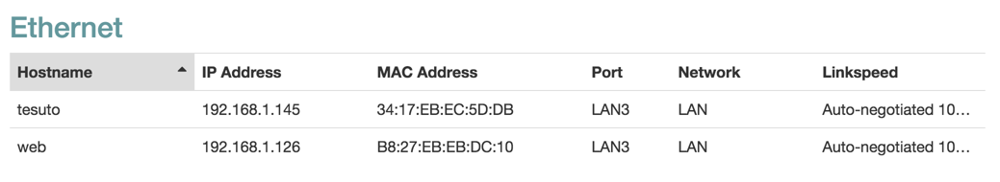 Ethernet
Hostname IP Address MAC Address Port Network Linkspeed
tesuto 192.168.1.145 34:17:EB:EC:5D:DB LAN3 LAN Auto-negotiated 10...
web 192.168.1.126 B8:27:EB:EB:DC:10 LAN3 LAN Auto-negotiated 10...